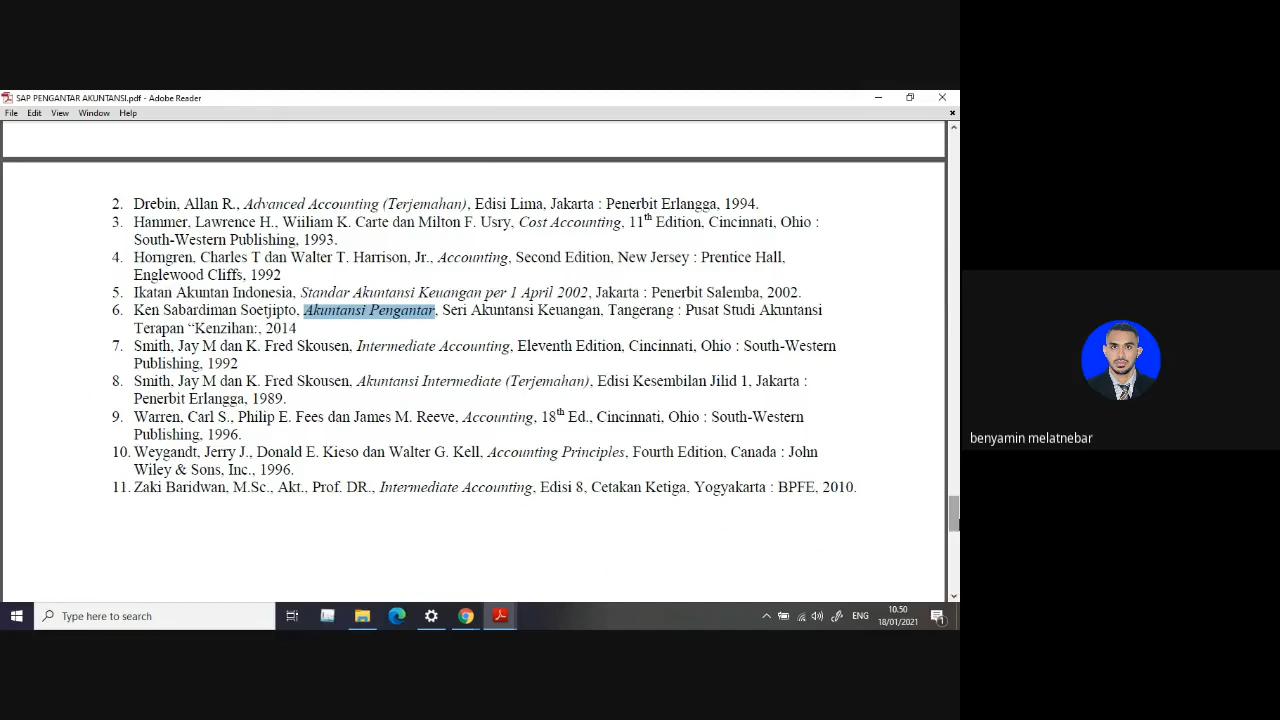 SAP PENGANTAR AKUNTANSI.pdf - Adobe Reader
File Edit View Window Help
2. Drebin, Allan R., Advanced Accounting (Terjemahan), Edisi Lima, Jakarta : Penerbit Erlangga, 1994.
3. Hammer, Lawrence H., Wiiliam K. Carte dan Milton F. Usry, Cost Accounting, 11th Edition, Cincinnati, Ohio :
South-Western Publishing, 1993.
4. Horngren, Charles T dan Walter T. Harrison, Jr., Accounting, Second Edition, New Jersey : Prentice Hall,
Englewood Cliffs, 1992
5. Ikatan Akuntan Indonesia, Standar Akuntansi Keuangan per 1 April 2002, Jakarta : Penerbit Salemba, 2002.
6. Ken Sabardiman Soetjipto, Akuntansi Pengantar, Seri Akuntansi Keuangan, Tangerang : Pusat Studi Akuntansi
Terapan “Kenzihan:, 2014
7. Smith, Jay M dan K. Fred Skousen, Intermediate Accounting, Eleventh Edition, Cincinnati, Ohio : South-Western
Publishing, 1992
8. Smith, Jay M dan K. Fred Skousen, Akuntansi Intermediate (Terjemahan), Edisi Kesembilan Jilid 1, Jakarta :
Penerbit Erlangga, 1989.
9. Warren, Carl S., Philip E. Fees dan James M. Reeve, Accounting, 18th Ed., Cincinnati, Ohio : South-Western
Publishing, 1996.
10. Weygandt, Jerry J., Donald E. Kieso dan Walter G. Kell, Accounting Principles, Fourth Edition, Canada : John
Wiley & Sons, Inc., 1996.
11. Zaki Baridwan, M.Sc., Akt., Prof. DR., Intermediate Accounting, Edisi 8, Cetakan Ketiga, Yogyakarta : BPFE, 2010.
benyamin melatnebar
Type here to search
ENG
10.50
18/01/2021
1